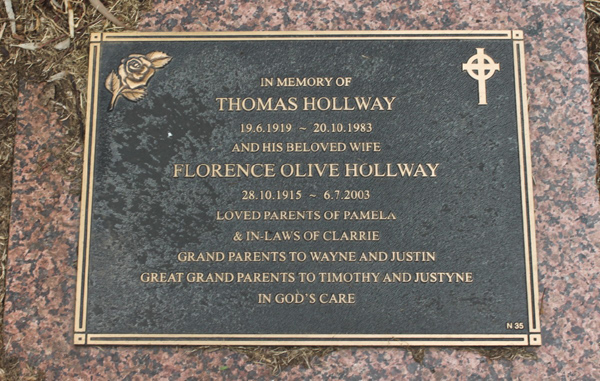 IN MEMORY OF
THOMAS HOLLWAY
19.6.1919 ~ 20.10.1983
AND HIS BELOVED WIFE
FLORENCE OLIVE HOLLWAY
28.10.1915 ~ 6.7.2003
LOVED PARENTS OF PAMELA
& IN-LAWS OF CLARRIE
GRAND PARENTS TO WAYNE AND JUSTIN
GREAT GRAND PARENTS TO TIMOTHY AND JUSTYNE
IN GOD'S CARE
N 35